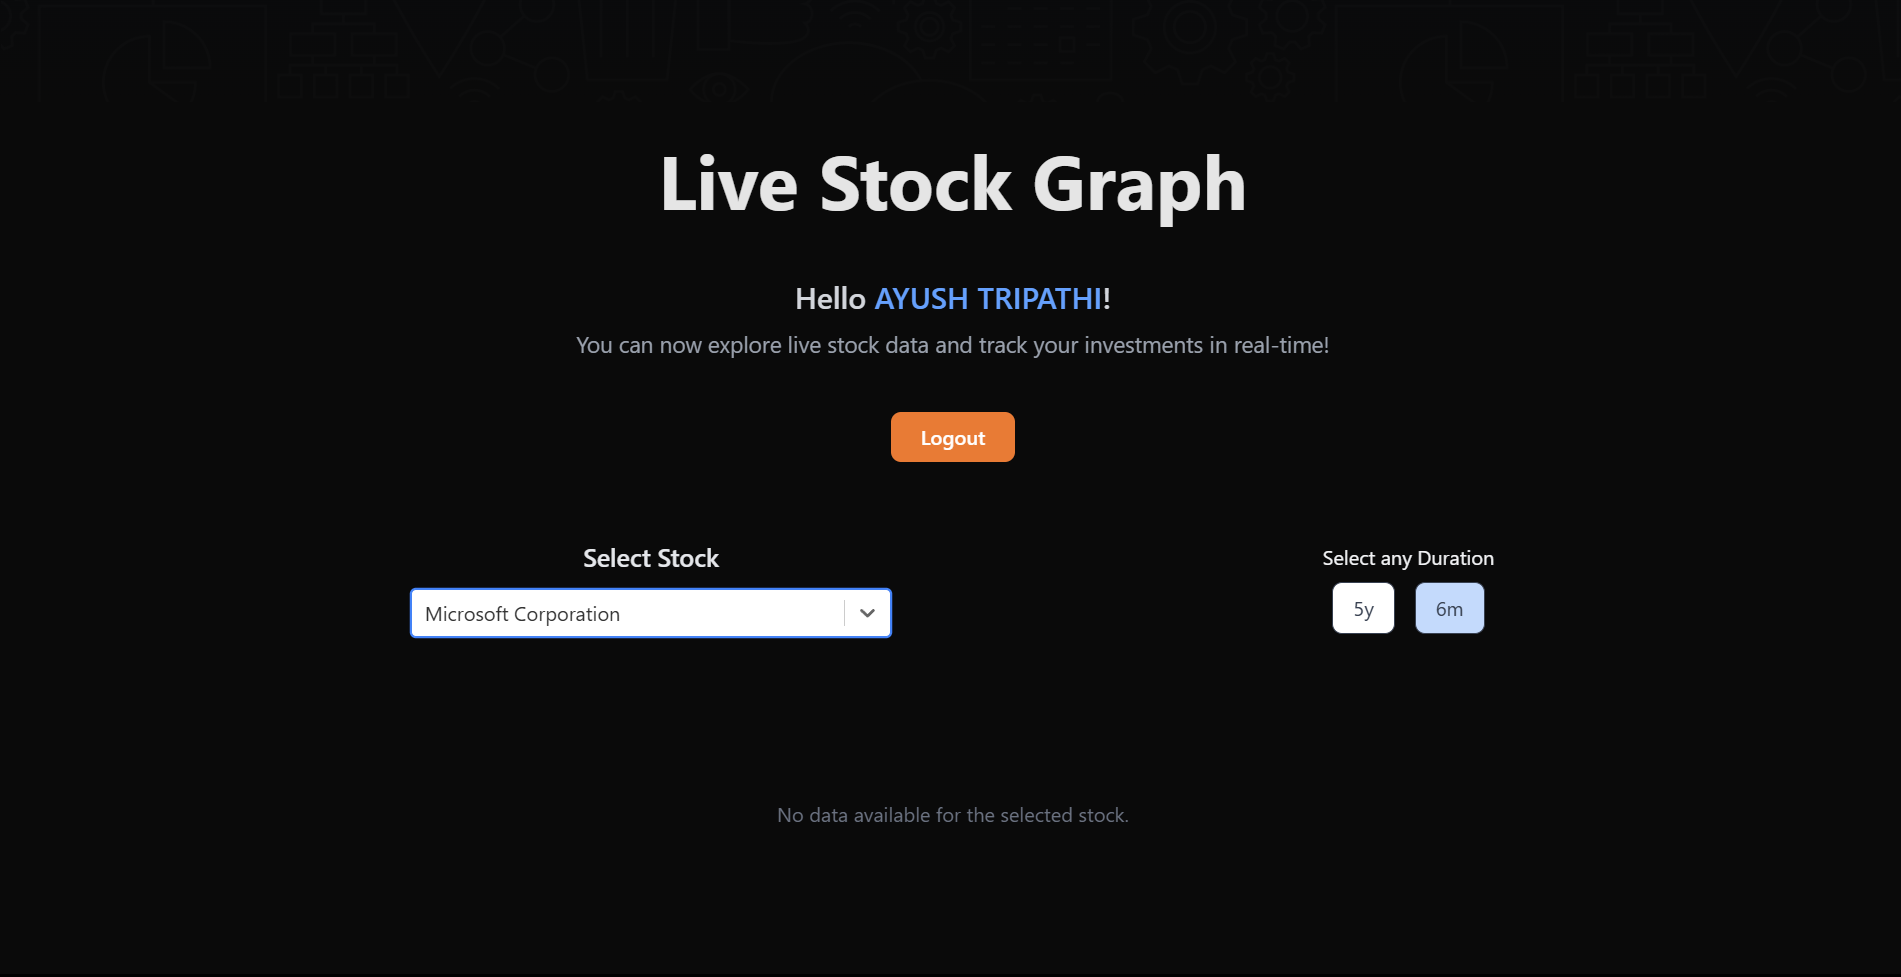 Live Stock Graph
Hello AYUSH TRIPATHI!
You can now explore live stock data and track your investments in real-time!
Logout
Select Stock
Microsoft Corporation
Select any Duration
5y 6m
No data available for the selected stock.